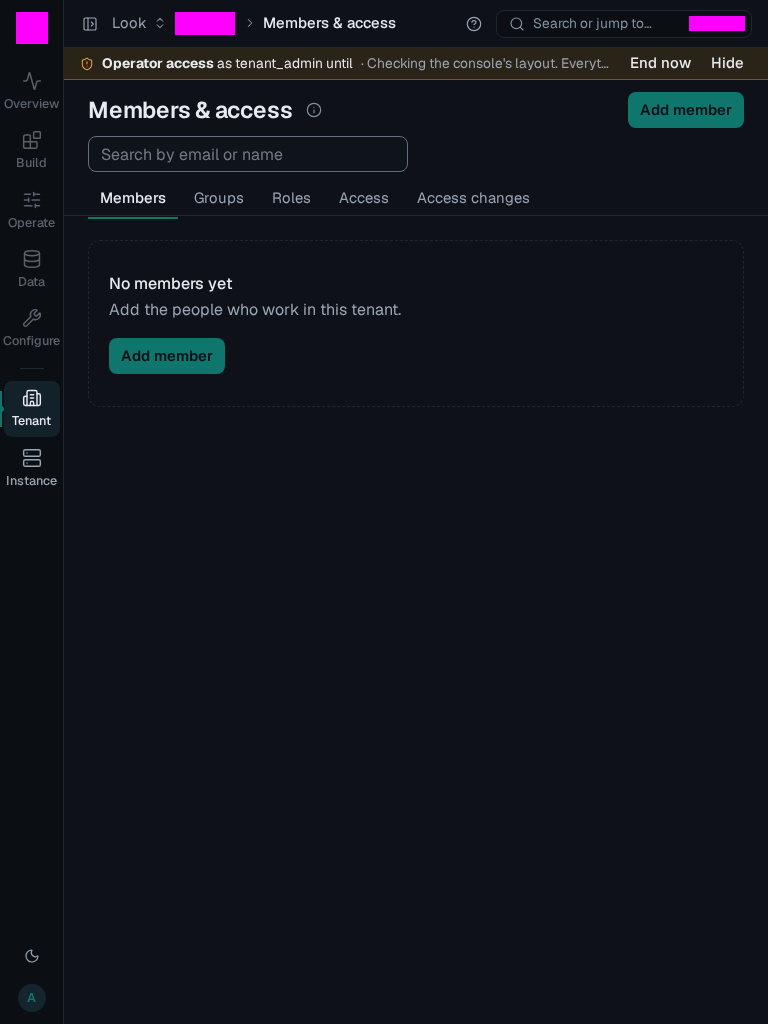 Look
Members & access
Search or jump to...
Operator access as tenant_admin until · Checking the console's layout. Everyt...
End now
Hide
Overview
Build
Operate
Data
Configure
Tenant
Instance
A
Members & access
Add member
Search by email or name
Members
Groups
Roles
Access
Access changes
No members yet
Add the people who work in this tenant.
Add member